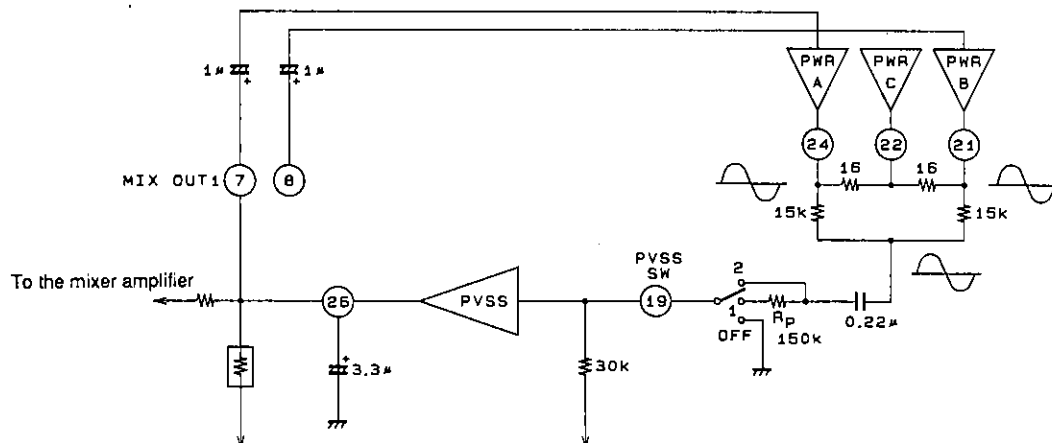 1μ
1μ
PWR
A
PWR
C
PWR
B
24
22
21
MIX OUT1
7
8
16
16
15k
15k
To the mixer amplifier
26
PVSS
PVSS
SW
19
2
1
OFF
RP
150k
0.22μ
3.3μ
30k